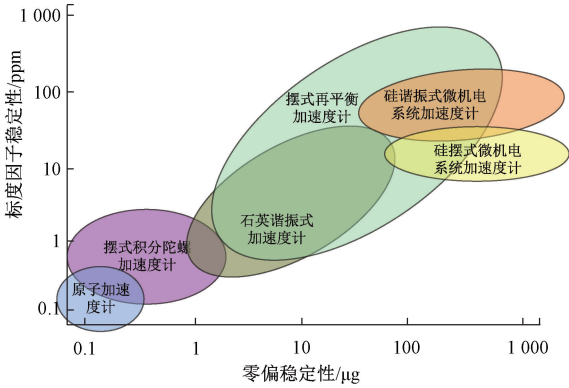 1 000
100
10
1
0.1
标度因子稳定性/ppm
摆式再平衡
加速度计
硅谐振式微机电
系统加速度计
硅摆式微机电
系统加速度计
石英谐振式
加速度计
摆式积分陀螺
加速度计
原子加速
度计
0.1
1
10
100
1 000
零偏稳定性/μg